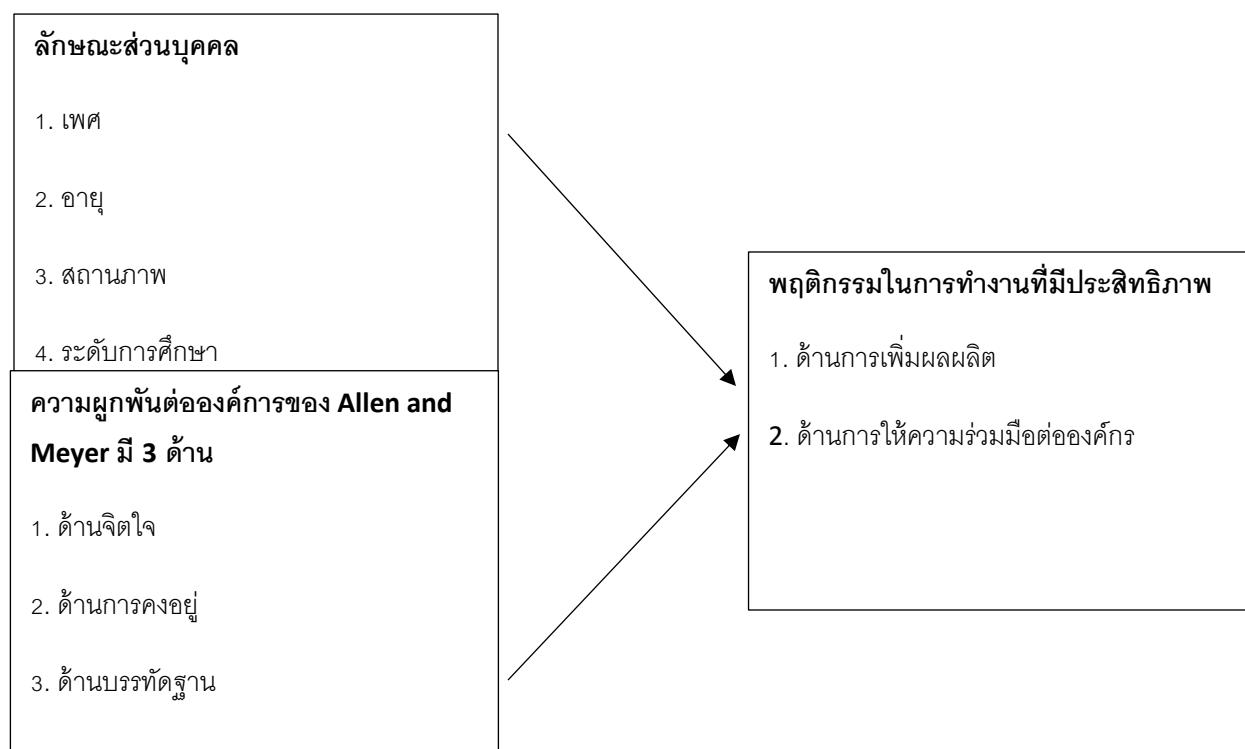 ลักษณะส่วนบุคคล
1. เพศ
2. อายุ
3. สถานภาพ
4. ระดับการศึกษา
ความผูกพันต่อองค์การของ Allen and
Meyer มี 3 ด้าน
1. ด้านจิตใจ
2. ด้านการคงอยู่
3. ด้านบรรทัดฐาน
พฤติกรรมในการทำงานที่มีประสิทธิภาพ
1. ด้านการเพิ่มผลผลิต
2. ด้านการให้ความร่วมมือต่อองค์กร